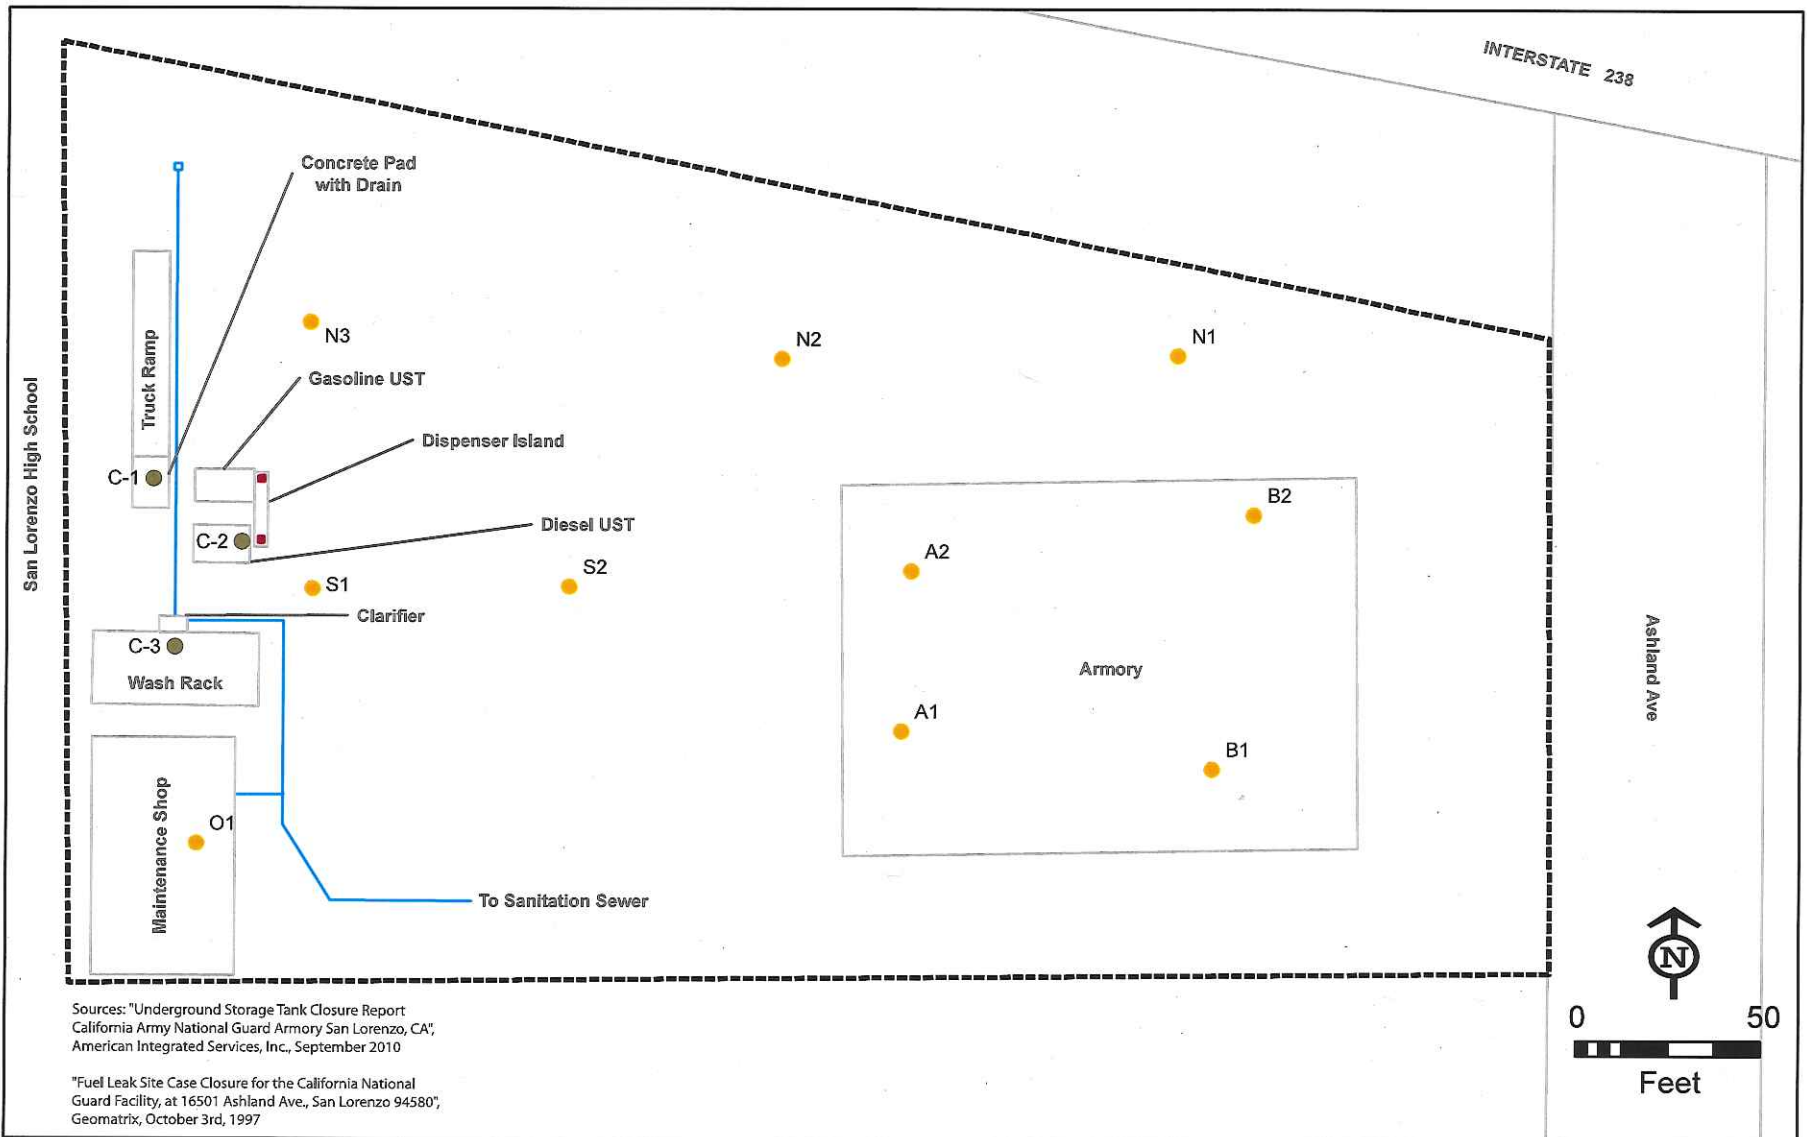 INTERSTATE 238
Concrete Pad
with Drain
N3
N2
N1
Truck Ramp
Gasoline UST
San Lorenzo High School
Dispenser Island
C-1
B2
Diesel UST
C-2
A2
S1
S2
Clarifier
C-3
Wash Rack
Armory
Ashland Ave
A1
B1
Maintenance Shop
O1
To Sanitation Sewer
N
Sources: "Underground Storage Tank Closure Report
California Army National Guard Armory San Lorenzo, CA",
American Integrated Services, Inc., September 2010
"Fuel Leak Site Case Closure for the California National
Guard Facility, at 16501 Ashland Ave., San Lorenzo 94580",
Geomatrix, October 3rd, 1997
0 50
Feet